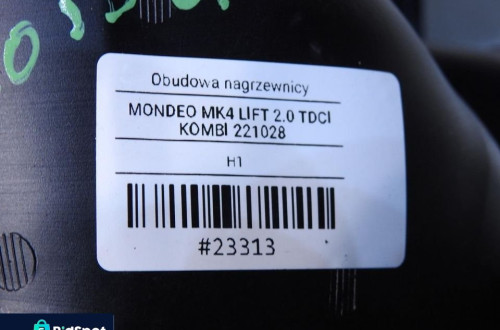 Obudowa nagrzewnicy
MONDEO MK4 LIFT 2.0 TDCI
KOMBI 221028
H1
#23313